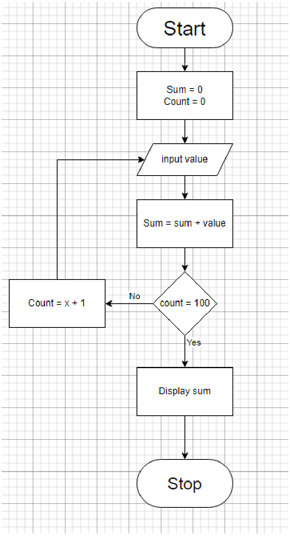 Start
Sum = 0
Count = 0
input value
Sum = sum + value
Count = x + 1
No
count = 100
Yes
Display sum
Stop